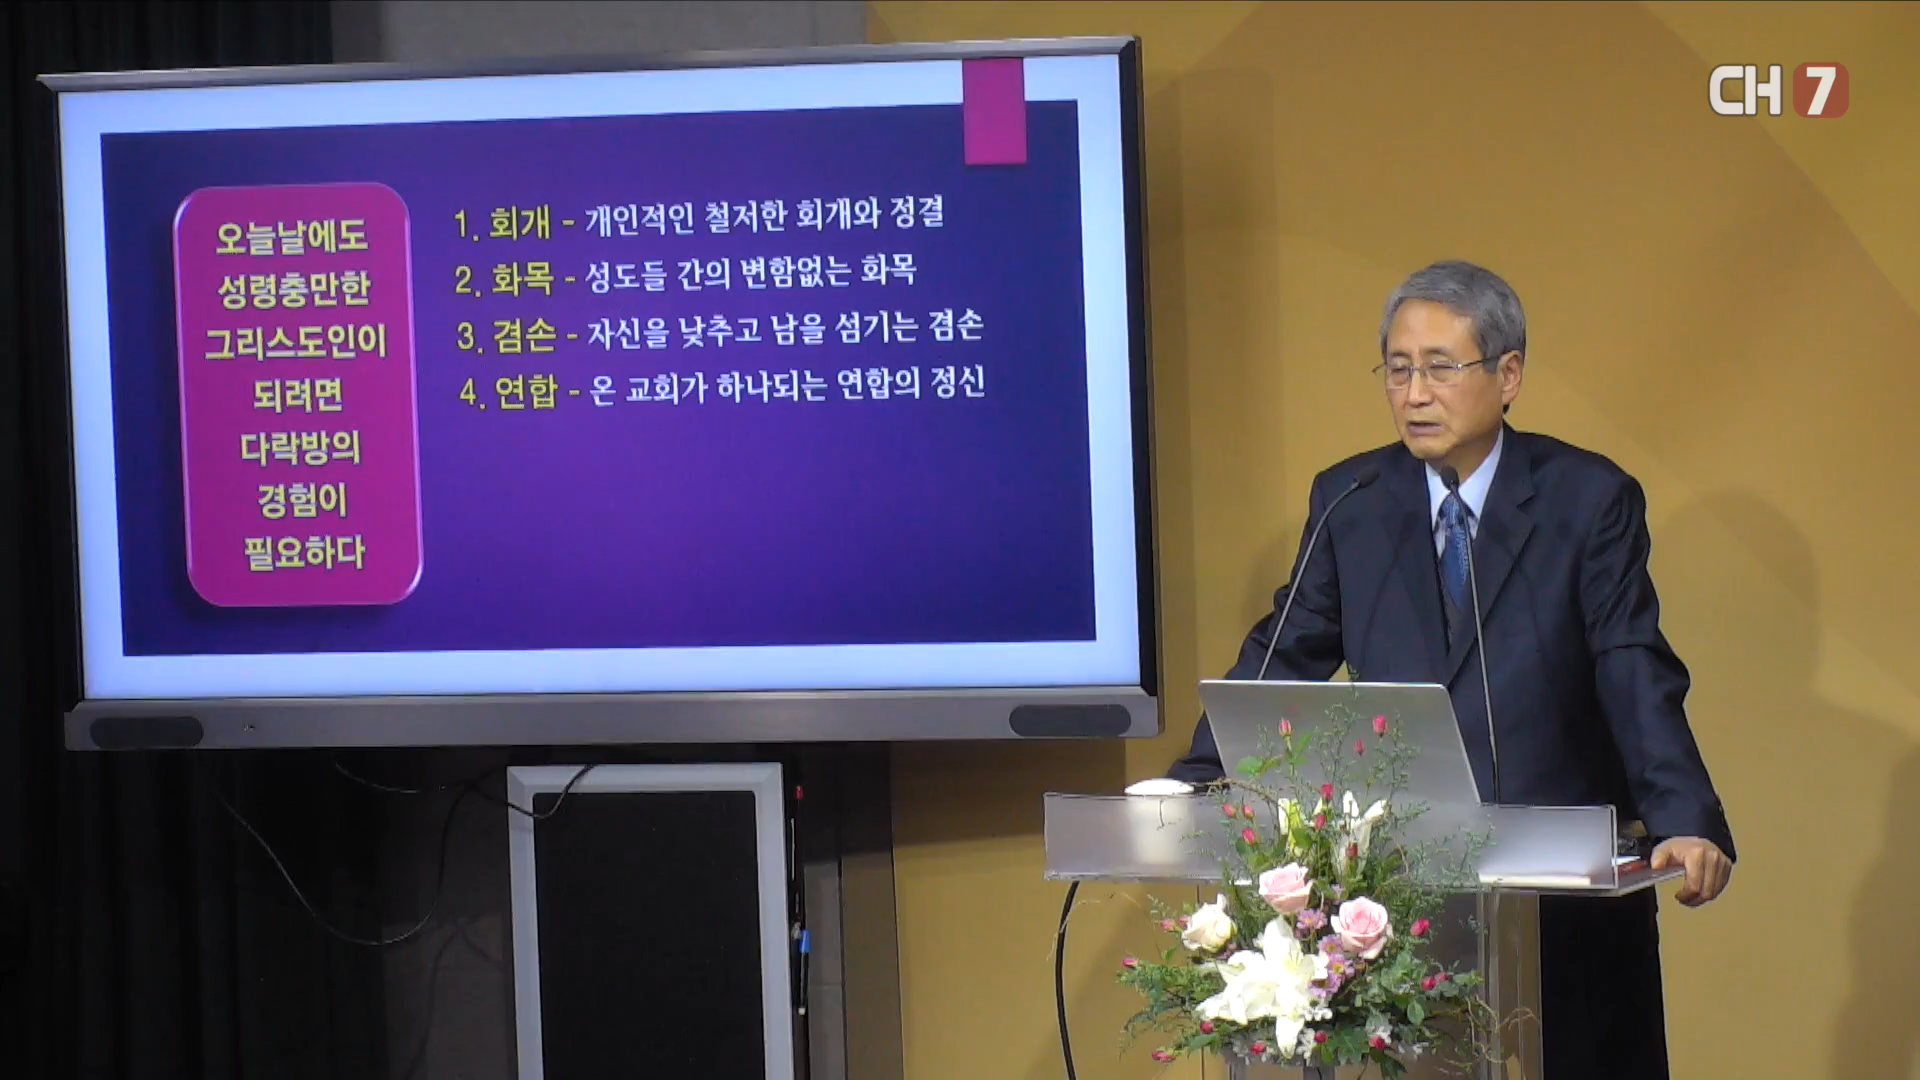 오늘날에도
성령충만한
그리스도인이
되려면
다락방의
경험이
필요하다
1. 회개 - 개인적인 철저한 회개와 정결
2. 화목 - 성도들 간의 변함없는 화목
3. 겸손 - 자신을 낮추고 남을 섬기는 겸손
4. 연합 - 온 교회가 하나되는 연합의 정신
CH 7